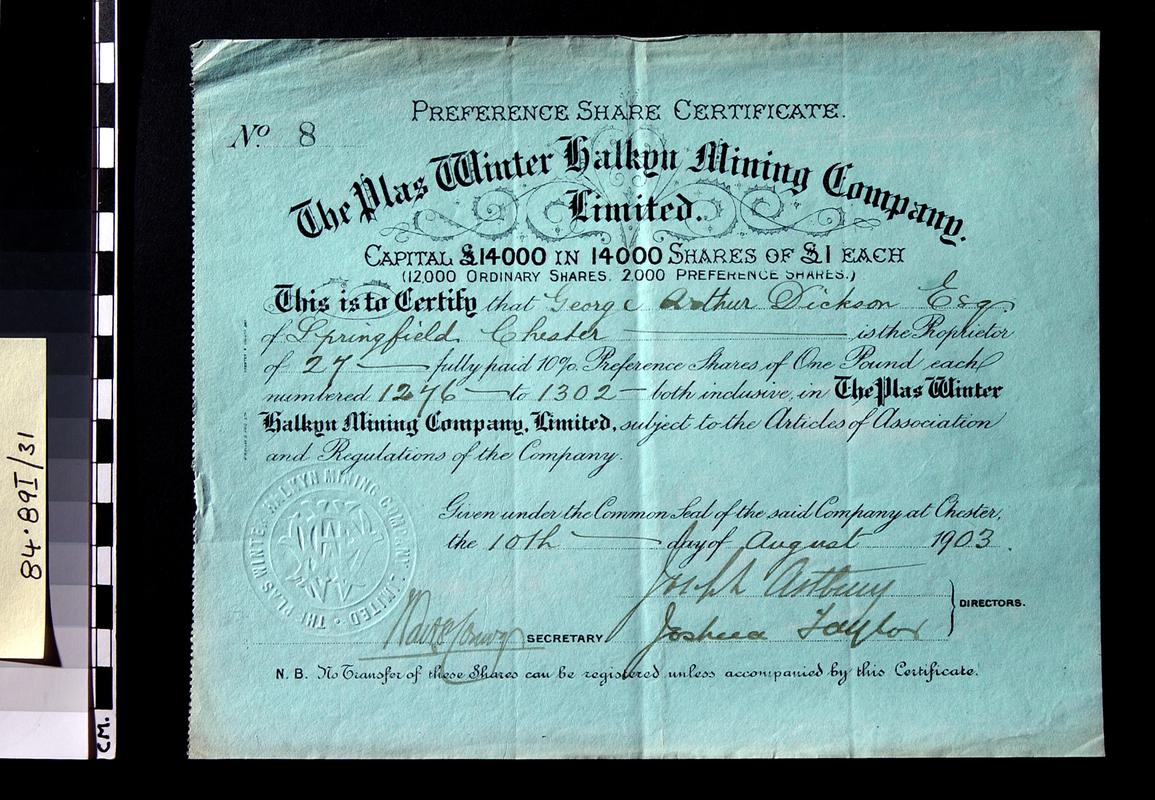 PREFERENCE SHARE CERTIFICATE.
No. 8
The Plas Winter Halkyn Mining Company.
Limited.
CAPITAL £14000 IN 14000 SHARES OF £1 EACH
(12,000 ORDINARY SHARES. 2,000 PREFERENCE SHARES.)
This is to Certify that George Arthur Dickson Esq.
of Springfield Chester is the Proprietor
of 27 fully paid 10% Preference Shares of One Pound each
numbered 1276 to 1302 both inclusive, in The Plas Winter
Halkyn Mining Company, Limited, subject to the Articles of Association
and Regulations of the Company.
Given under the Common Seal of the said Company at Chester,
the 10th day of August 1903.
Joseph Astbury
DIRECTORS.
Joshua Taylor
SECRETARY
N.B. No Transfer of these Shares can be registered unless accompanied by this Certificate.
THE PLAS WINTER HALKYN MINING COMPANY LIMITED
84.89I/31
CM.